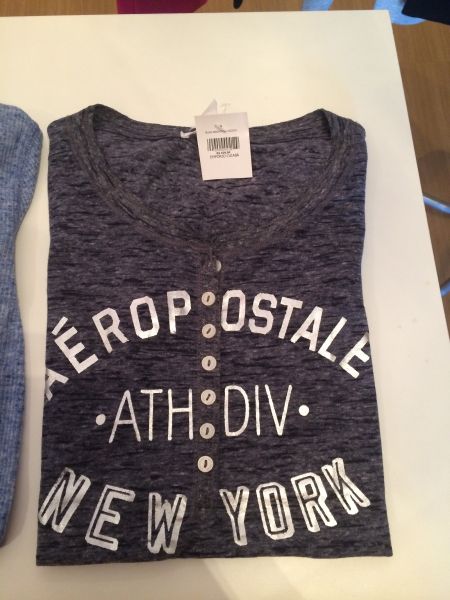 AÉROPOSTALE
• ATH DIV •
NEW YORK